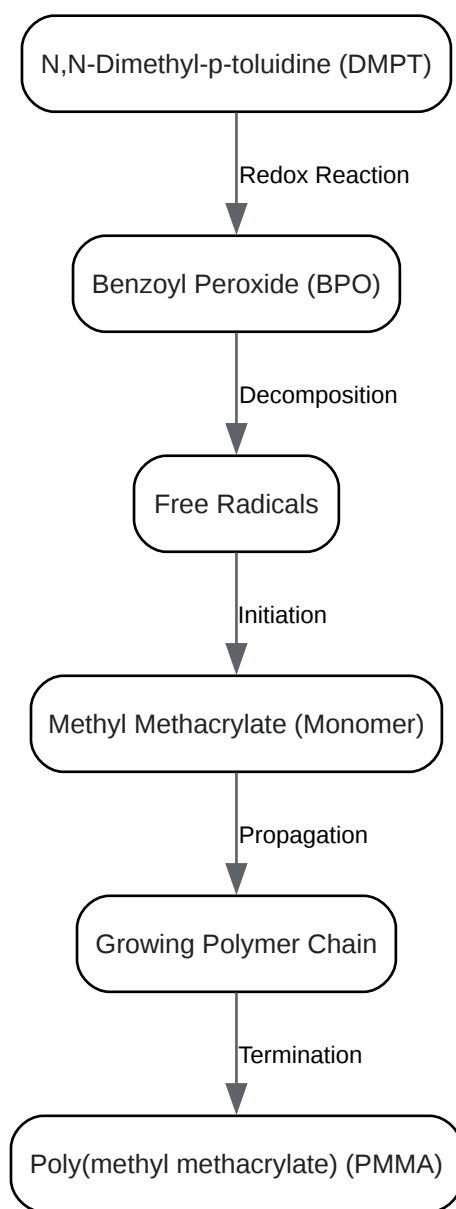 N,N-Dimethyl-p-toluidine (DMPT)
Redox Reaction
Benzoyl Peroxide (BPO)
Decomposition
Free Radicals
Initiation
Methyl Methacrylate (Monomer)
Propagation
Growing Polymer Chain
Termination
Poly(methyl methacrylate) (PMMA)